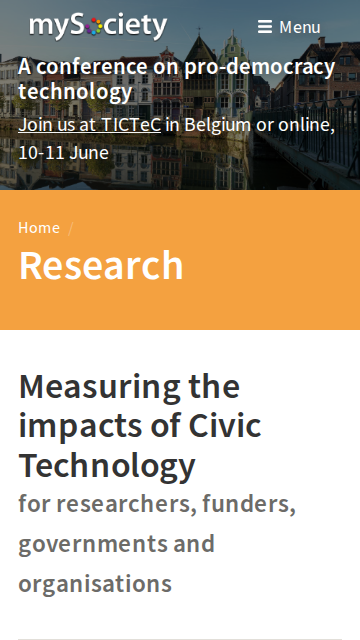 mySociety
Menu
A conference on pro-democracy
technology
Join us at TICTeC in Belgium or online,
10-11 June
Home /
Research
Measuring the
impacts of Civic
Technology
for researchers, funders,
governments and
organisations